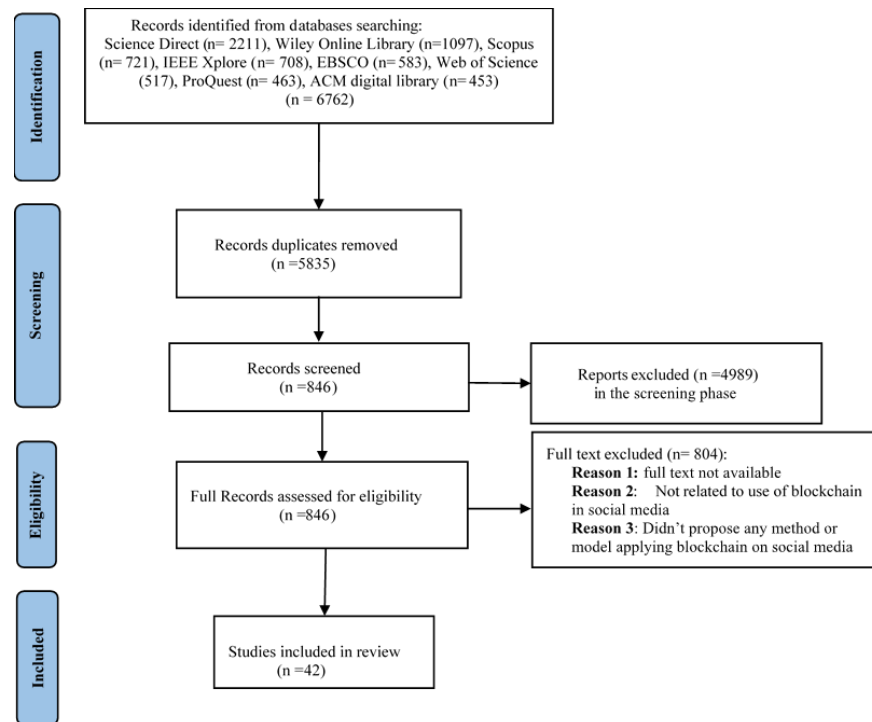 Identification
Records identified from databases searching:
Science Direct (n= 2211), Wiley Online Library (n=1097), Scopus
(n= 721), IEEE Xplore (n= 708), EBSCO (n=583), Web of Science
(517), ProQuest (n= 463), ACM digital library (n=453)
(n = 6762)
Screening
Records duplicates removed
(n =5835)
Records screened
(n =846)
Reports excluded (n =4989)
in the screening phase
Eligibility
Full Records assessed for eligibility
(n =846)
Full text excluded (n= 804):
Reason 1: full text not available
Reason 2: Not related to use of blockchain
in social media
Reason 3: Didn’t propose any method or
model applying blockchain on social media
Included
Studies included in review
(n =42)